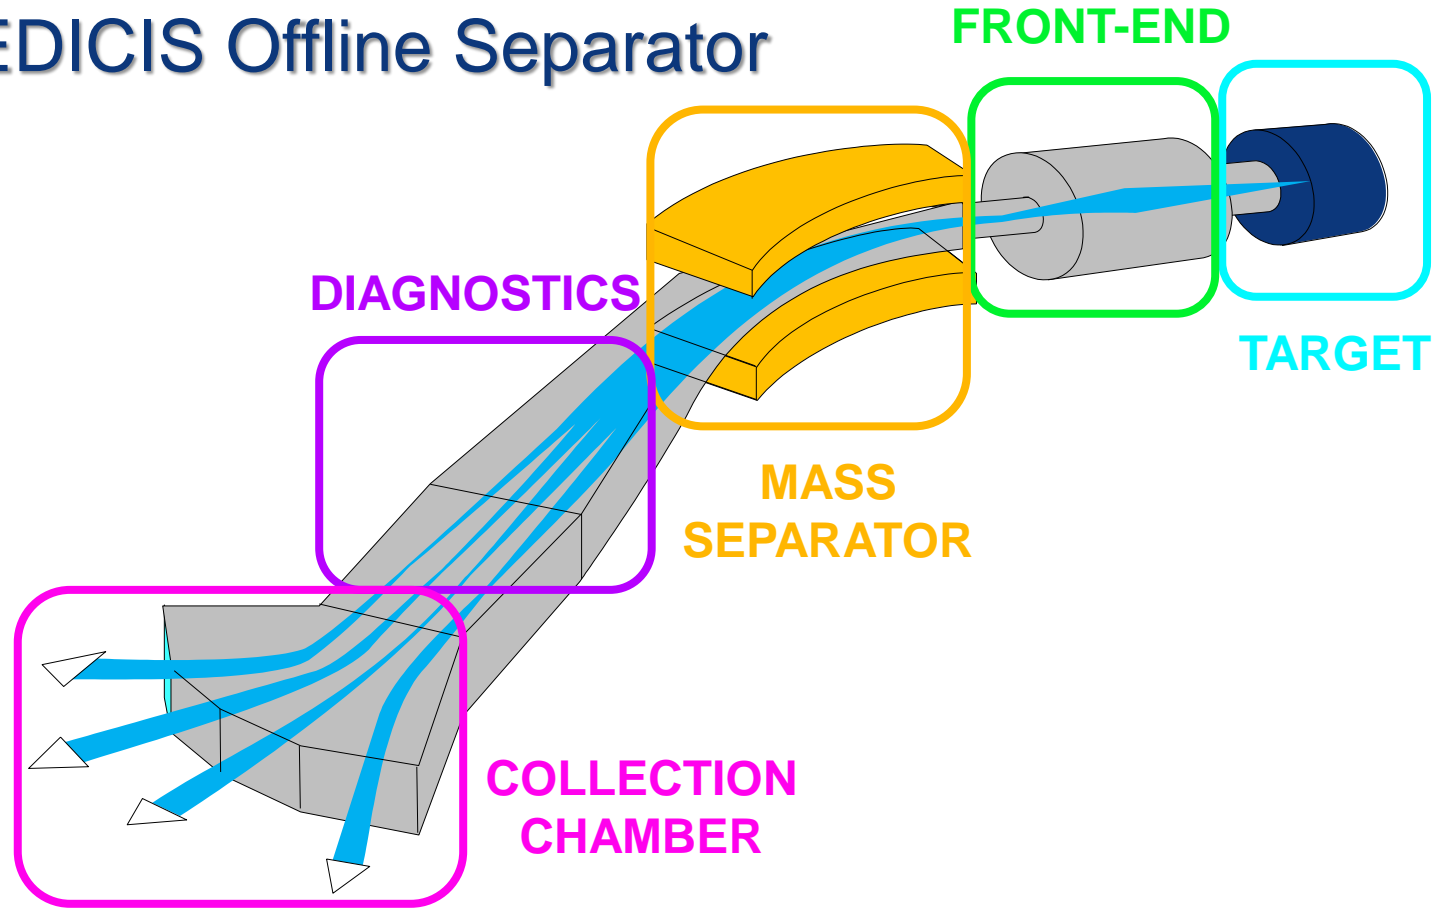 EDICIS Offline Separator
FRONT-END
DIAGNOSTICS
TARGET
MASS
SEPARATOR
COLLECTION
CHAMBER